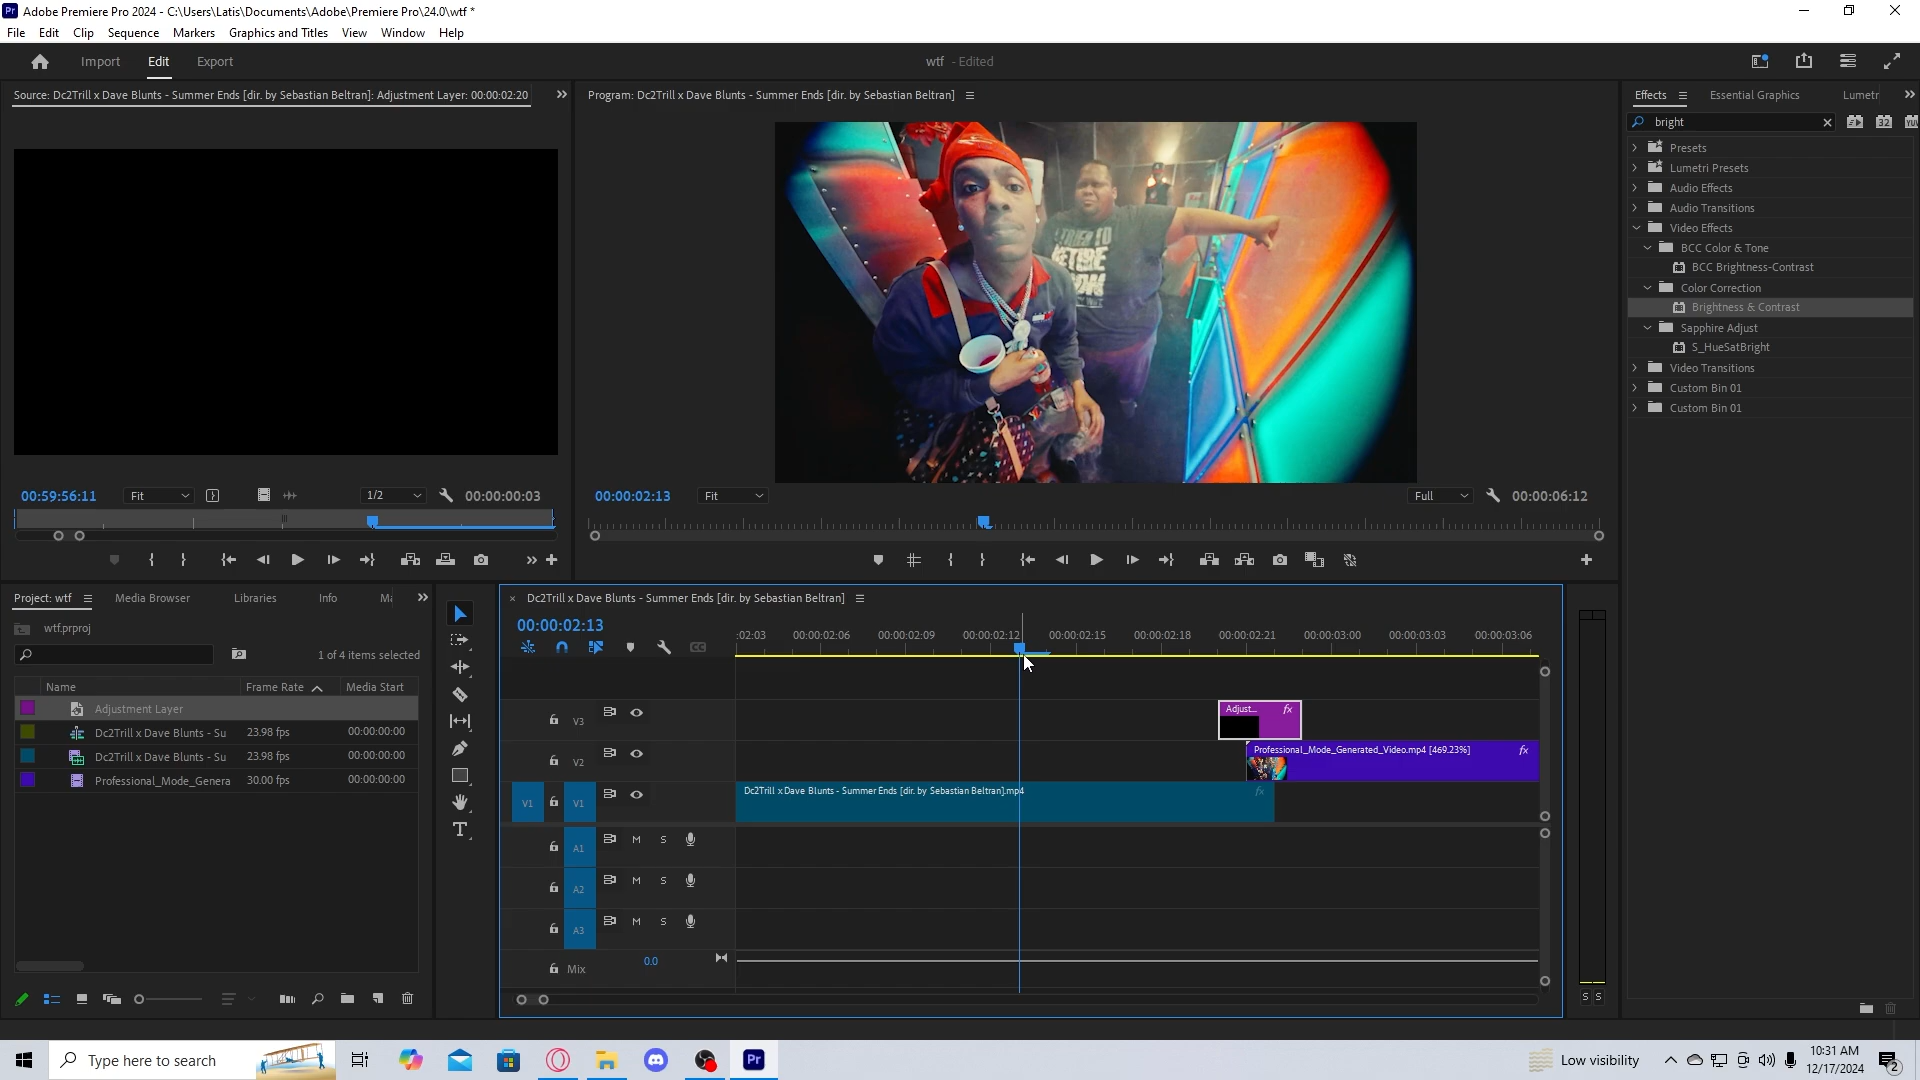 Adobe Premiere Pro 2024 - C:\Users\Latis\Documents\Adobe\Premiere Pro\24.0\wtf *
File Edit Clip Sequence Markers Graphics and Titles View Window Help
Import Edit Export
wtf - Edited
Source: Dc2Trill x Dave Blunts - Summer Ends [dir. by Sebastian Beltran]: Adjustment Layer: 00:00:02:20
Program: Dc2Trill x Dave Blunts - Summer Ends [dir. by Sebastian Beltran]
Effects Essential Graphics Lumetr
bright
Presets
Lumetri Presets
Audio Effects
Audio Transitions
Video Effects
BCC Color & Tone
BCC Brightness-Contrast
Color Correction
Brightness & Contrast
Sapphire Adjust
S_HueSatBright
Video Transitions
Custom Bin 01
Custom Bin 01
00:59:56:11 Fit 1/2 00:00:00:03
00:00:02:13 Fit Full 00:00:06:12
Project: wtf Media Browser Libraries Info Ma
wtf.prproj
1 of 4 items selected
Name Frame Rate Media Start
Adjustment Layer
Dc2Trill x Dave Blunts - Su 23.98 fps 00:00:00:00
Dc2Trill x Dave Blunts - Su 23.98 fps 00:00:00:00
Professional_Mode_Genera 30.00 fps 00:00:00:00
Dc2Trill x Dave Blunts - Summer Ends [dir. by Sebastian Beltran]
00:00:02:13
:02:03 00:00:02:06 00:00:02:09 00:00:02:12 00:00:02:15 00:00:02:18 00:00:02:21 00:00:03:00 00:00:03:03 00:00:03:06
V3 Adjust... fx
V2 Professional_Mode_Generated_Video.mp4 [469.23%] fx
V1 V1 Dc2Trill x Dave Blunts - Summer Ends [dir. by Sebastian Beltran].mp4 fx
A1 M S
A2 M S
A3 M S
Mix 0.0
S S
Type here to search
Low visibility
10:31 AM
12/17/2024
2